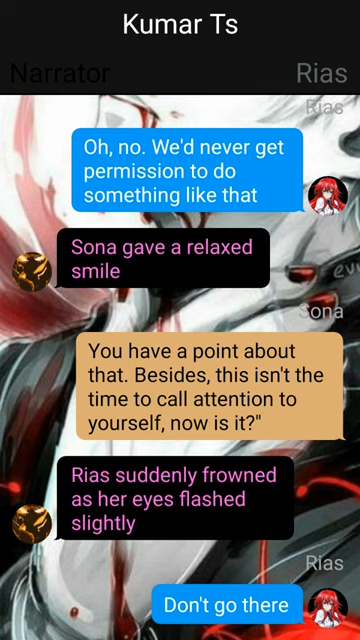 Kumar Ts
Narrator
Rias
Rias
Oh, no. We'd never get
permission to do
something like that
Sona gave a relaxed
smile
Sona
You have a point about
that. Besides, this isn't the
time to call attention to
yourself, now is it?"
Rias suddenly frowned
as her eyes flashed
slightly
Rias
Don't go there